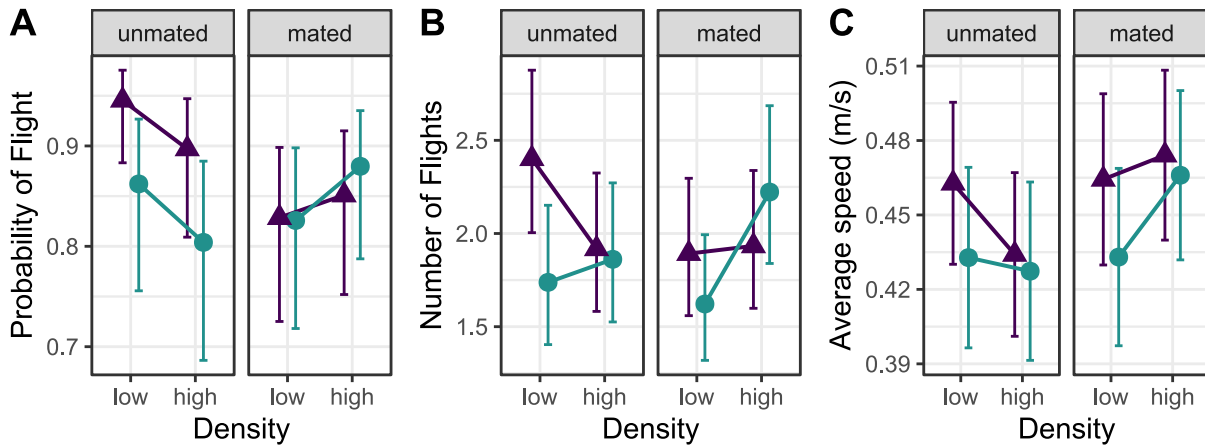 A
unmated
mated
Probability of Flight
0.9
0.8
0.7
low
high
low
high
Density
B
unmated
mated
Number of Flights
2.5
2.0
1.5
low
high
low
high
Density
C
unmated
mated
Average speed (m/s)
0.51
0.48
0.45
0.42
0.39
low
high
low
high
Density